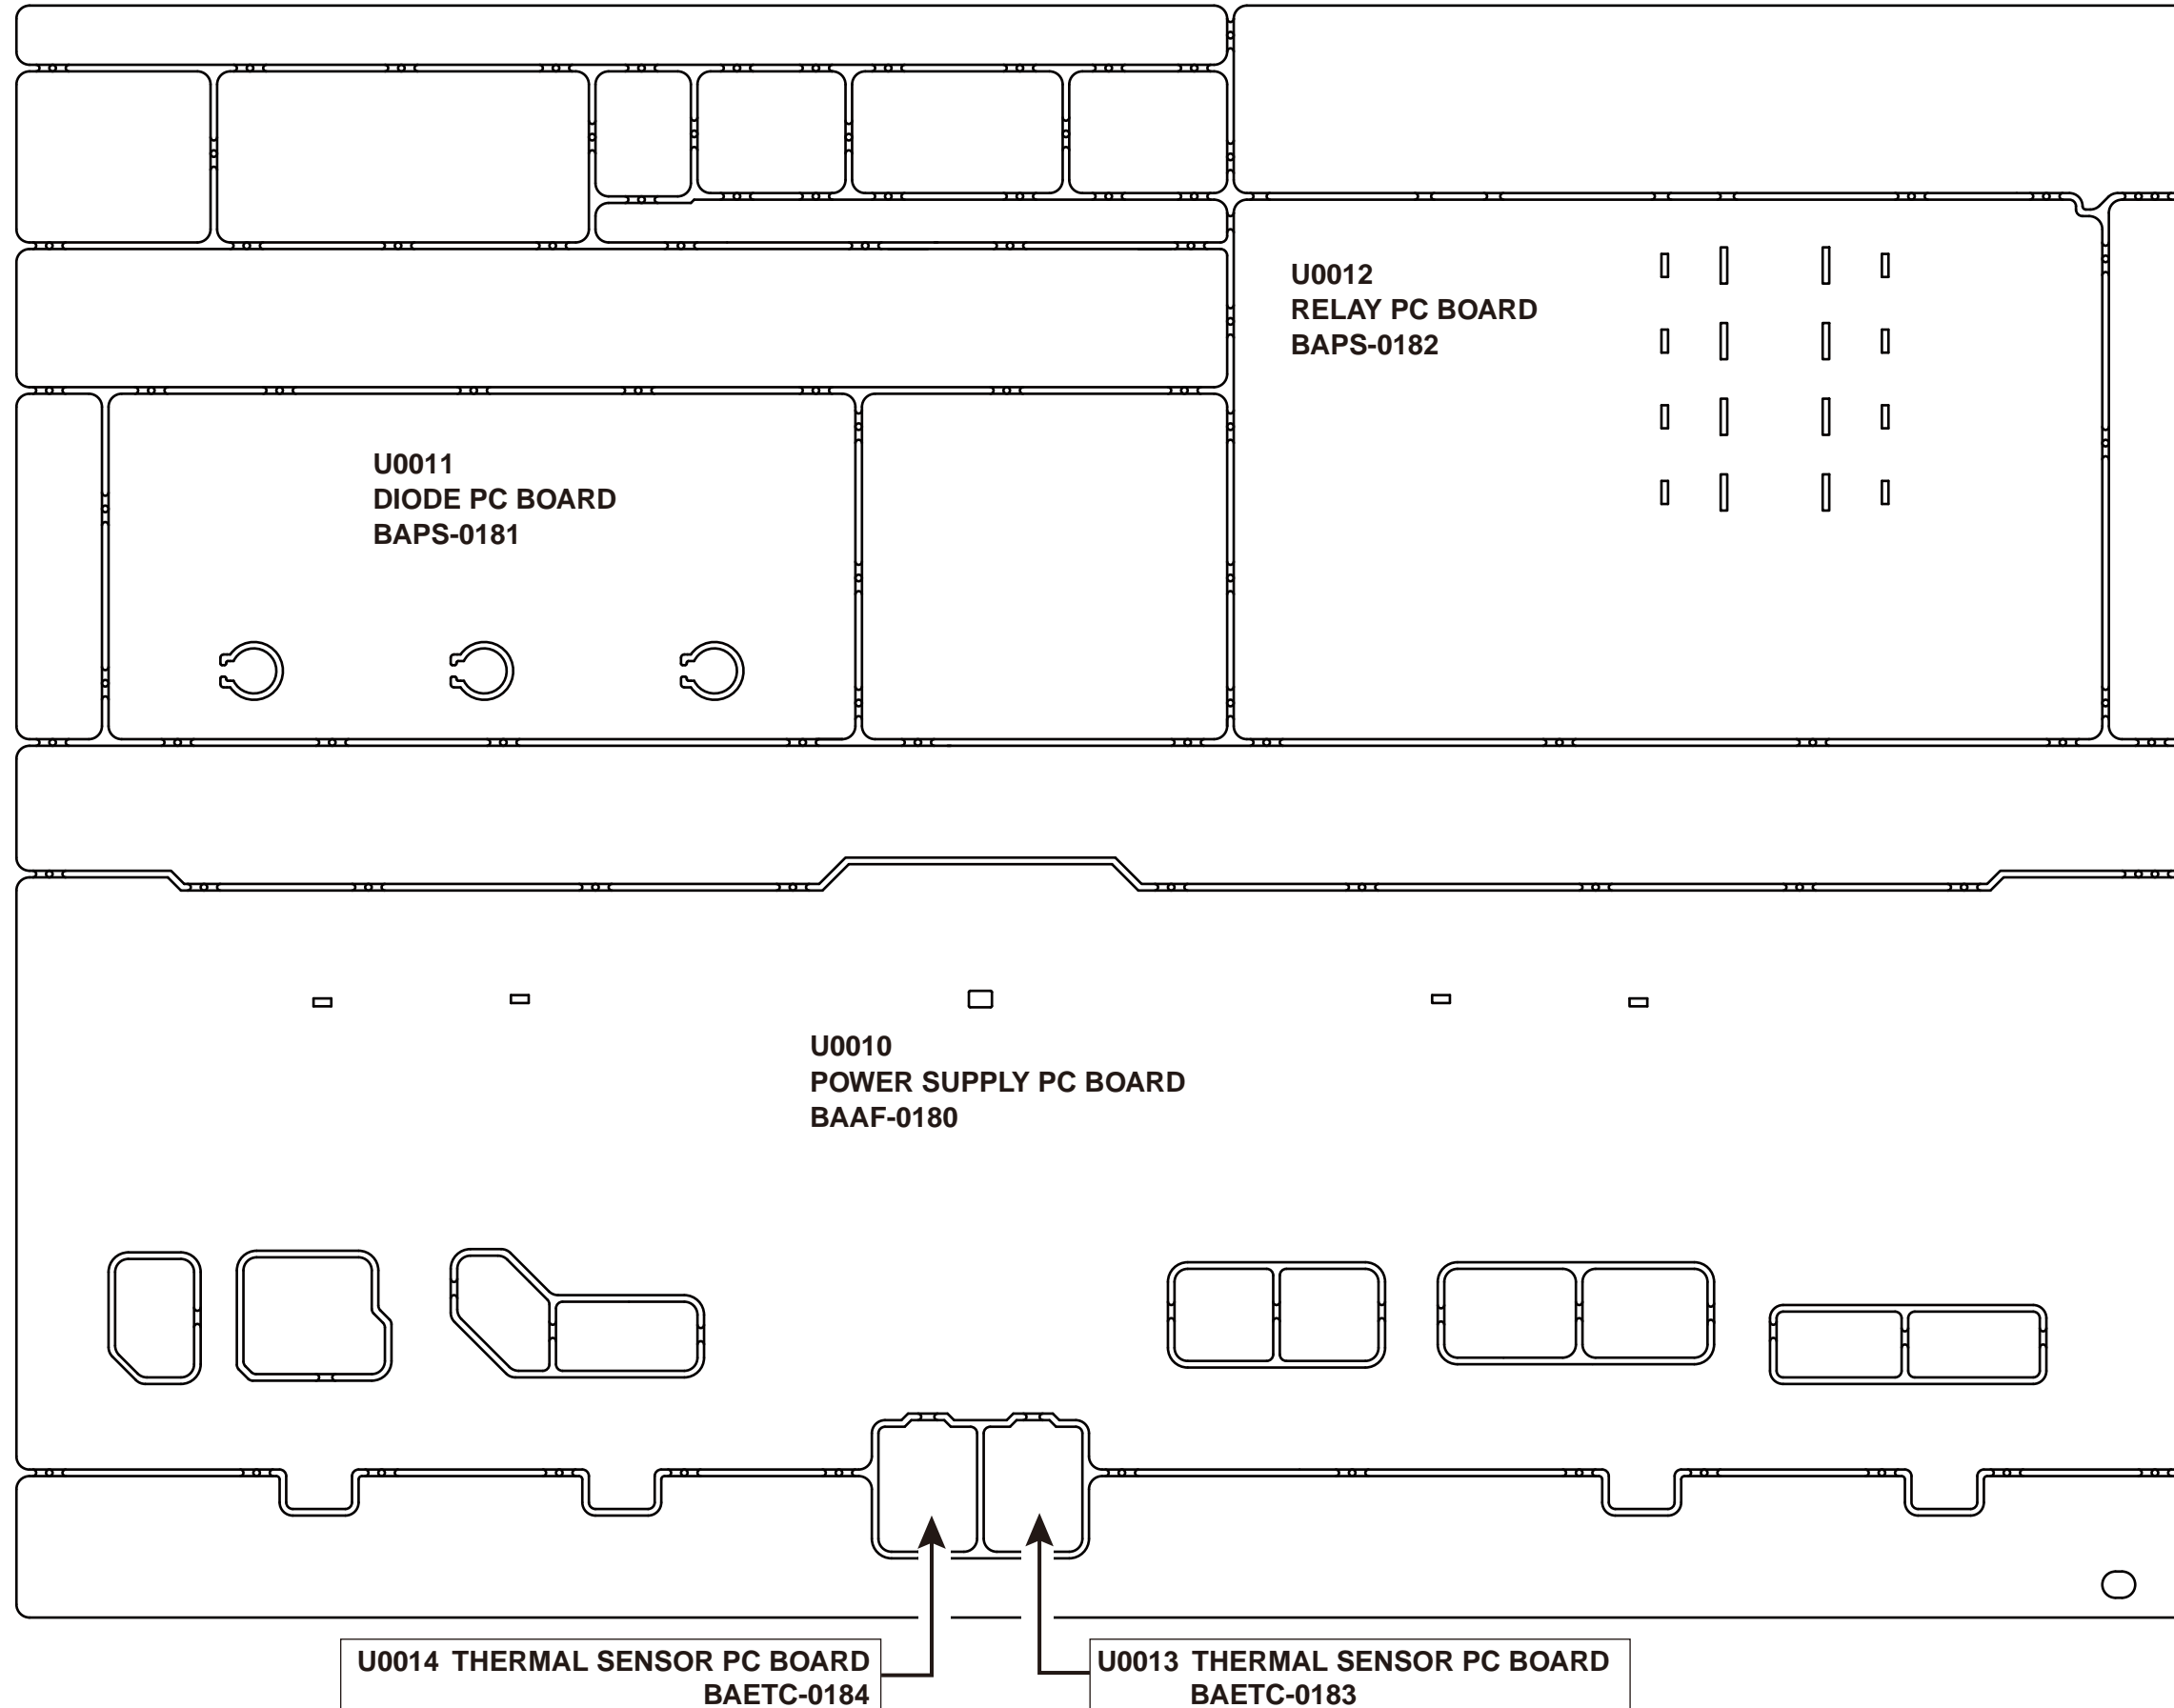 U0012
RELAY PC BOARD
BAPS-0182
U0011
DIODE PC BOARD
BAPS-0181
U0010
POWER SUPPLY PC BOARD
BAAF-0180
U0014 THERMAL SENSOR PC BOARD
BAETC-0184
U0013 THERMAL SENSOR PC BOARD
BAETC-0183